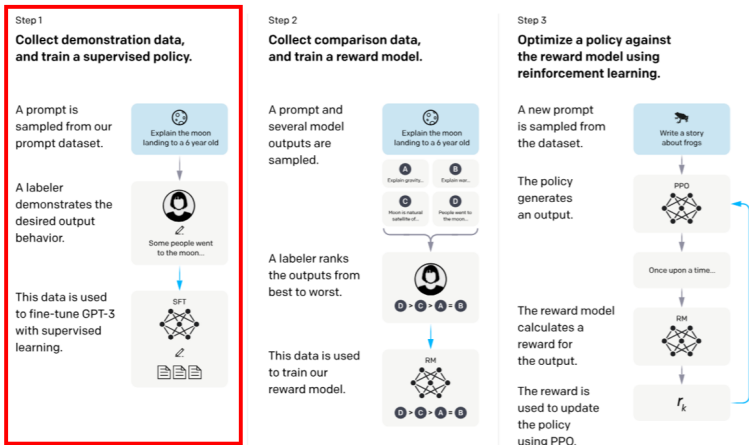 Step 1
Collect demonstration data,
and train a supervised policy.
A prompt is
sampled from our
prompt dataset.
Explain the moon
landing to a 6 year old
A labeler
demonstrates the
desired output
behavior.
Some people went
to the moon...
This data is used
to fine-tune GPT-3
with supervised
learning.
SFT
Step 2
Collect comparison data,
and train a reward model.
A prompt and
several model
outputs are
sampled.
Explain the moon
landing to a 6 year old
A
Explain gravity...
B
Explain war...
C
Moon is natural
satellite of...
D
People went to
the moon...
A labeler ranks
the outputs from
best to worst.
D > C > A = B
This data is used
to train our
reward model.
RM
D > C > A = B
Step 3
Optimize a policy against
the reward model using
reinforcement learning.
A new prompt
is sampled from
the dataset.
Write a story
about frogs
The policy
generates
an output.
PPO
Once upon a time...
The reward model
calculates a
reward for
the output.
RM
The reward is
used to update
the policy
using PPO.
r_k